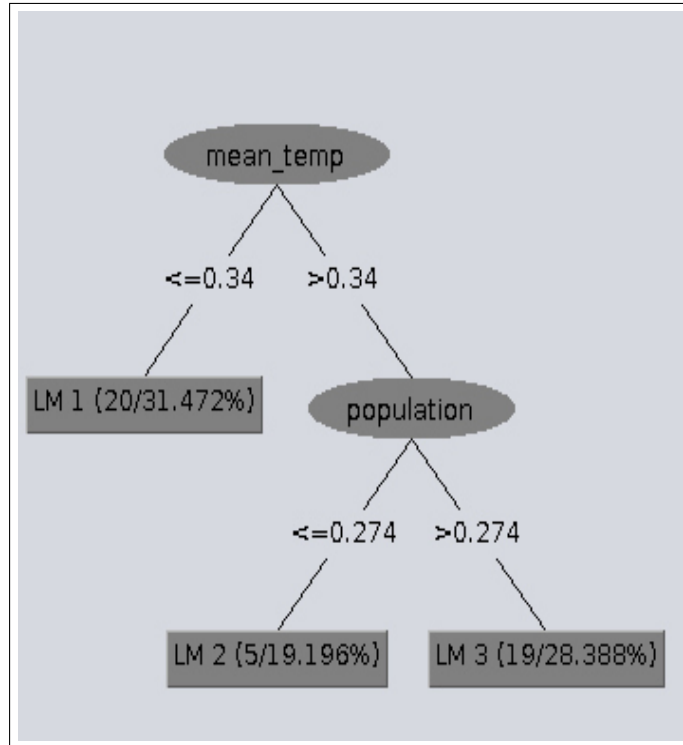 mean_temp
<=0.34
>0.34
LM 1 (20/31.472%)
population
<=0.274
>0.274
LM 2 (5/19.196%)
LM 3 (19/28.388%)